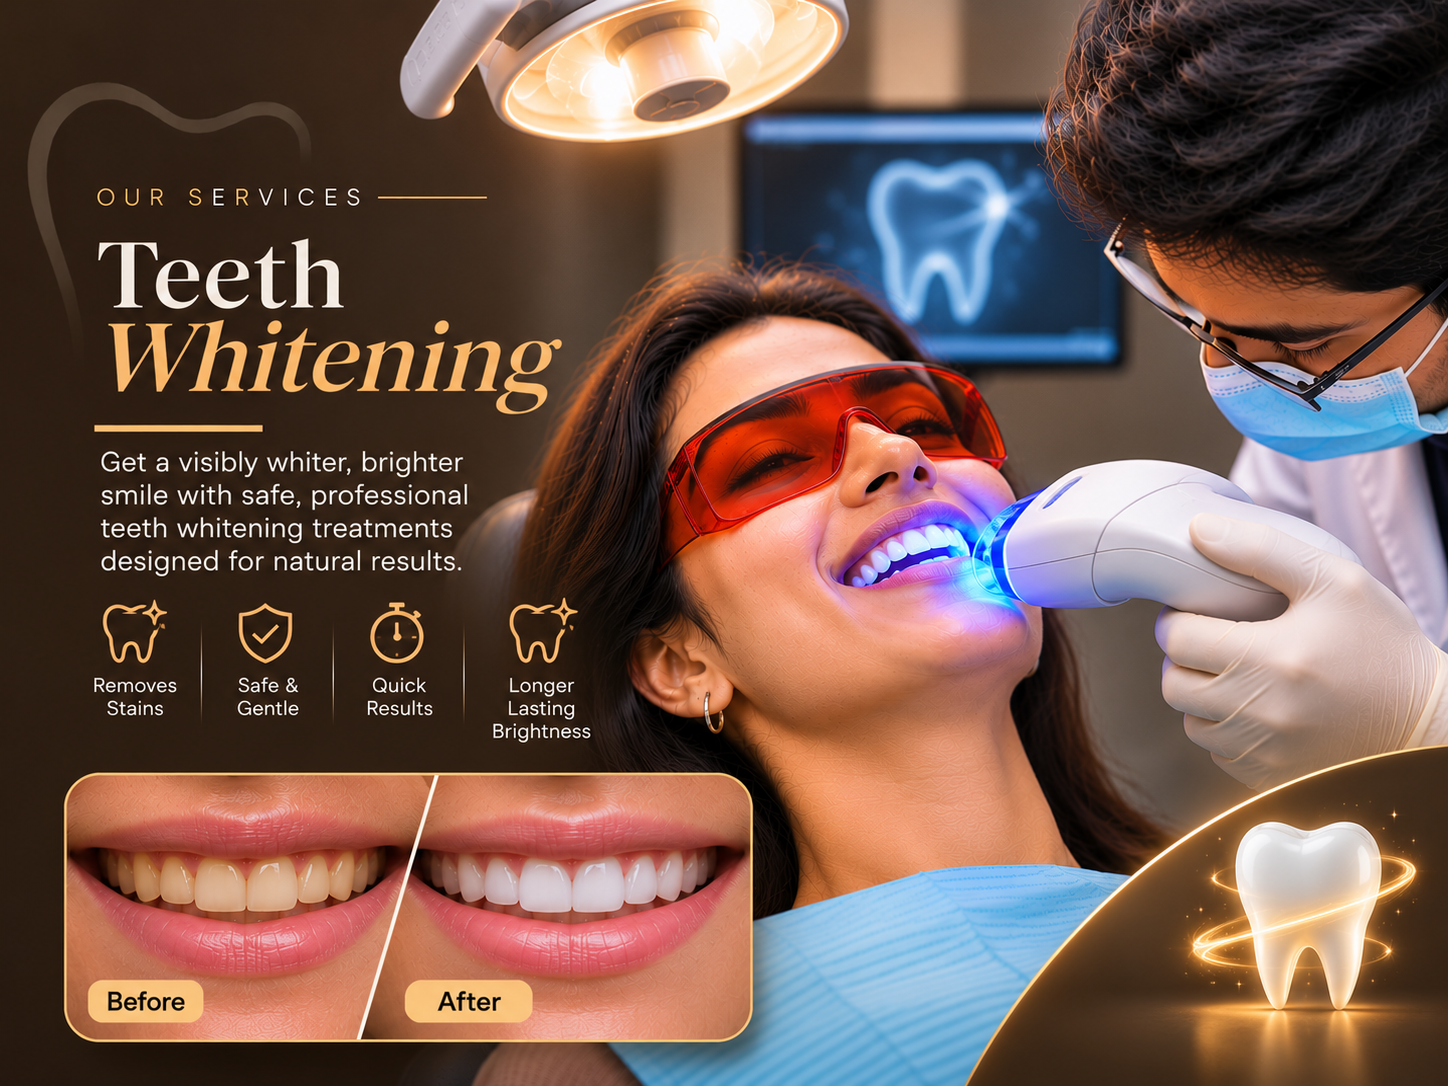 OUR SERVICES
Teeth
Whitening
Get a visibly whiter, brighter
smile with safe, professional
teeth whitening treatments
designed for natural results.
Removes
Stains
Safe &
Gentle
Quick
Results
Longer
Lasting
Brightness
Before
After